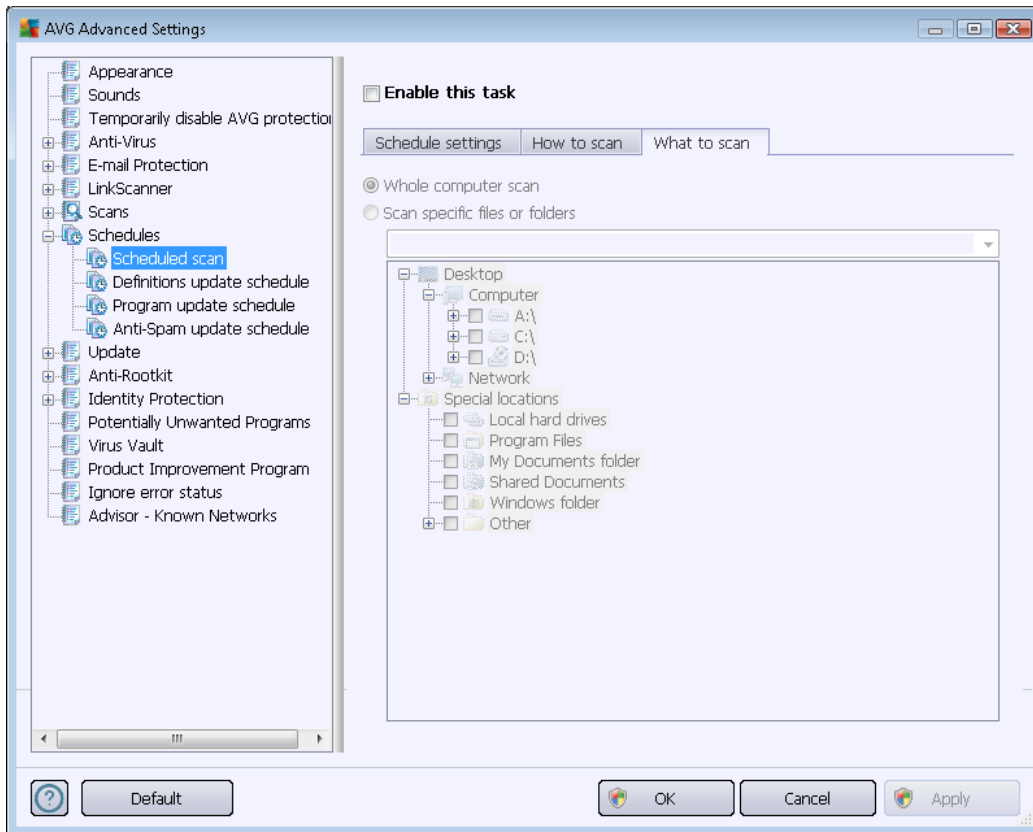 AVG Advanced Settings
Appearance
Sounds
Temporarily disable AVG protection
Anti-Virus
E-mail Protection
LinkScanner
Scans
Schedules
Scheduled scan
Definitions update schedule
Program update schedule
Anti-Spam update schedule
Update
Anti-Rootkit
Identity Protection
Potentially Unwanted Programs
Virus Vault
Product Improvement Program
Ignore error status
Advisor - Known Networks
Enable this task
Schedule settings
How to scan
What to scan
Whole computer scan
Scan specific files or folders
Desktop
Computer
A:\
C:\
D:\
Network
Special locations
Local hard drives
Program Files
My Documents folder
Shared Documents
Windows folder
Other
Default
OK
Cancel
Apply